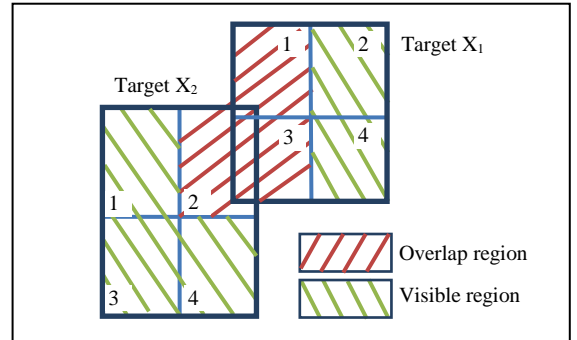 1 2
Target X₁
3 4
Target X₂
1 2
3 4
Overlap region
Visible region